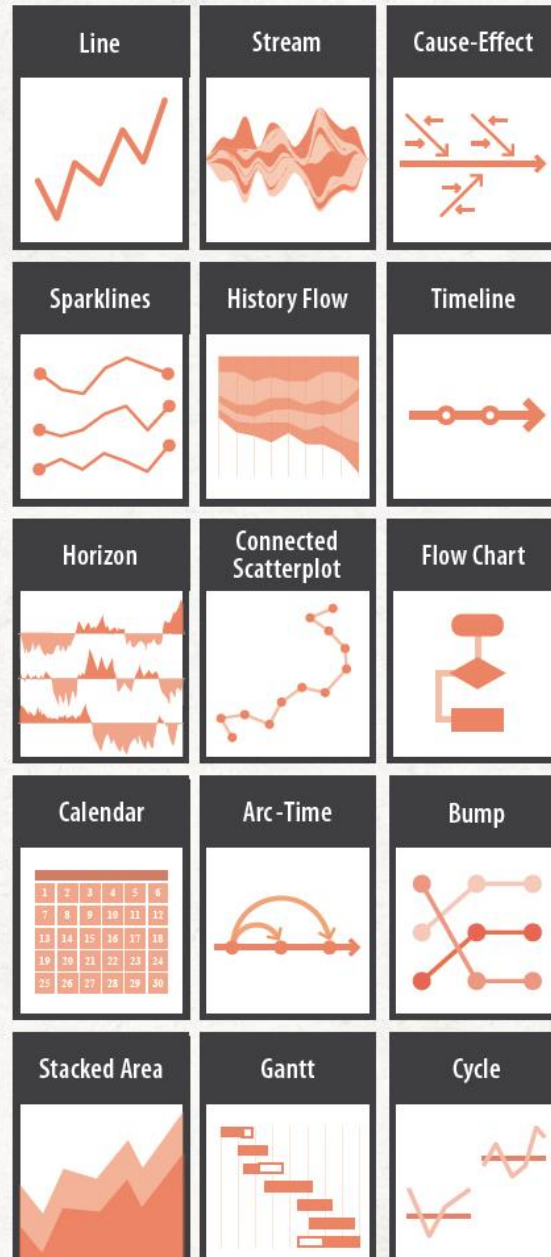 Line
Stream
Cause-Effect
Sparklines
History Flow
Timeline
Horizon
Connected
Scatterplot
Flow Chart
Calendar
1 2 3 4 5 6
7 8 9 10 11 12
13 14 15 16 17 18
19 20 21 22 23 24
25 26 27 28 29 30
Arc-Time
Bump
Stacked Area
Gantt
Cycle